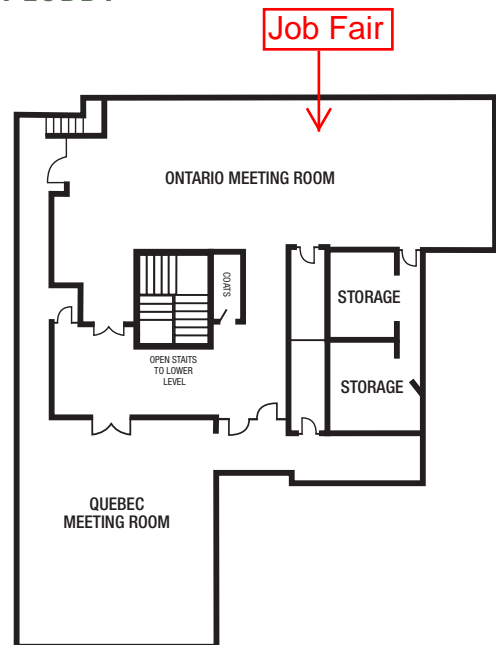 Job Fair
ONTARIO MEETING ROOM
COATS
STORAGE
OPEN STAITS
TO LOWER
LEVEL
STORAGE
QUEBEC
MEETING ROOM